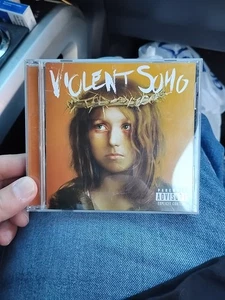 VIOLENT SOHO
PARENTAL
ADVISORY
EXPLICIT CONTENT